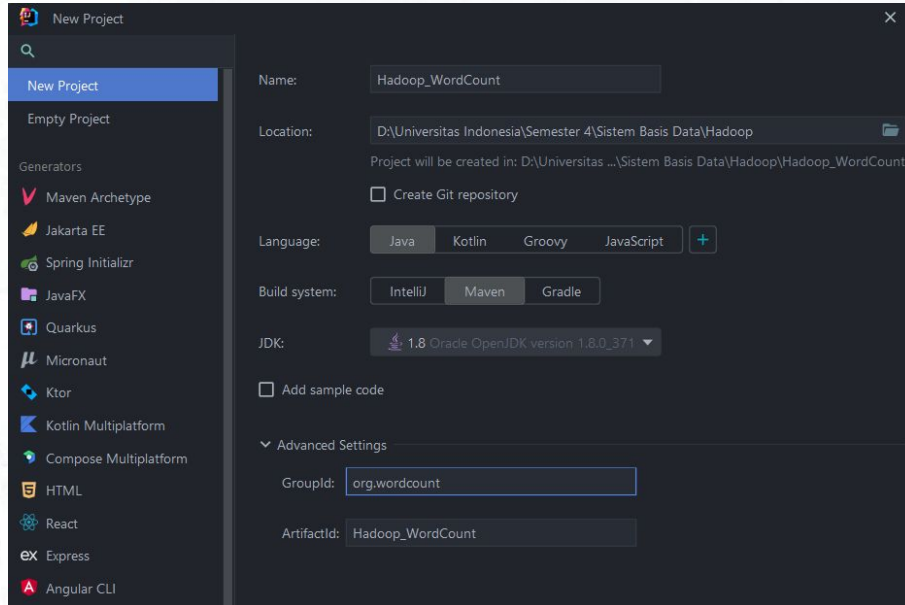 New Project
New Project
Empty Project
Generators
Maven Archetype
Jakarta EE
Spring Initializr
JavaFX
Quarkus
Micronaut
Ktor
Kotlin Multiplatform
Compose Multiplatform
HTML
React
Express
Angular CLI
Name: Hadoop_WordCount
Location: D:\Universitas Indonesia\Semester 4\Sistem Basis Data\Hadoop
Project will be created in: D:\Universitas ...\Sistem Basis Data\Hadoop\Hadoop_WordCount
Create Git repository
Language: Java Kotlin Groovy JavaScript +
Build system: IntelliJ Maven Gradle
JDK: 1.8 Oracle OpenJDK version 1.8.0_371
Add sample code
Advanced Settings
GroupId: org.wordcount
ArtifactId: Hadoop_WordCount